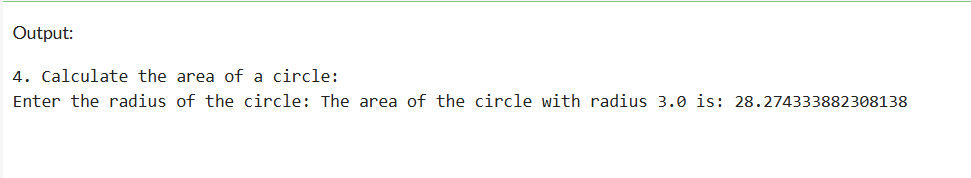 Output:
4. Calculate the area of a circle:
Enter the radius of the circle: The area of the circle with radius 3.0 is: 28.274333882308138